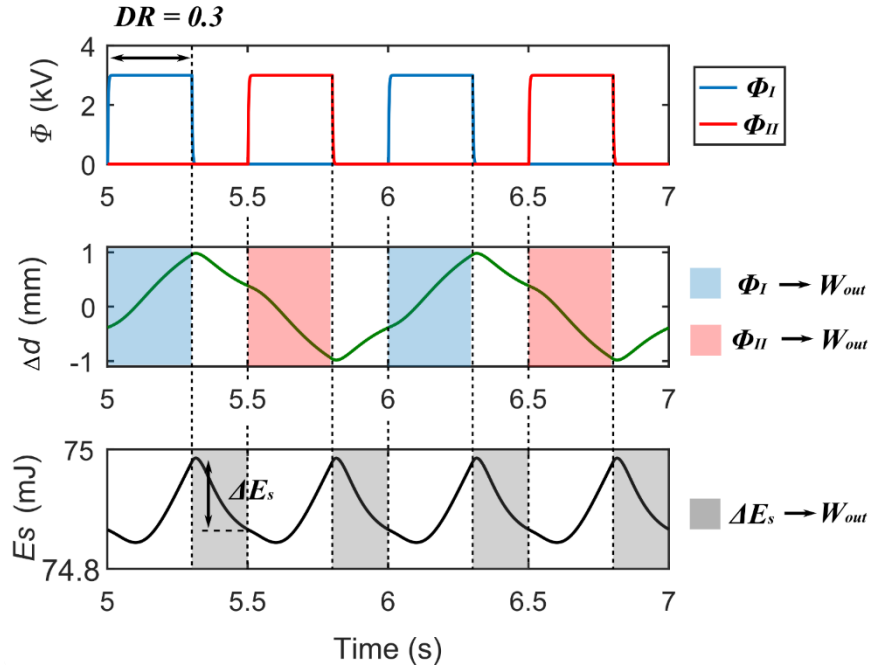 DR = 0.3
4
2
0
Φ (kV)
5 5.5 6 6.5 7
Φ_I
Φ_II
1
0
-1
Δd (mm)
5 5.5 6 6.5 7
Φ_I → W_out
Φ_II → W_out
75
74.8
Es (mJ)
ΔE_s
5 5.5 6 6.5 7
ΔE_s → W_out
Time (s)